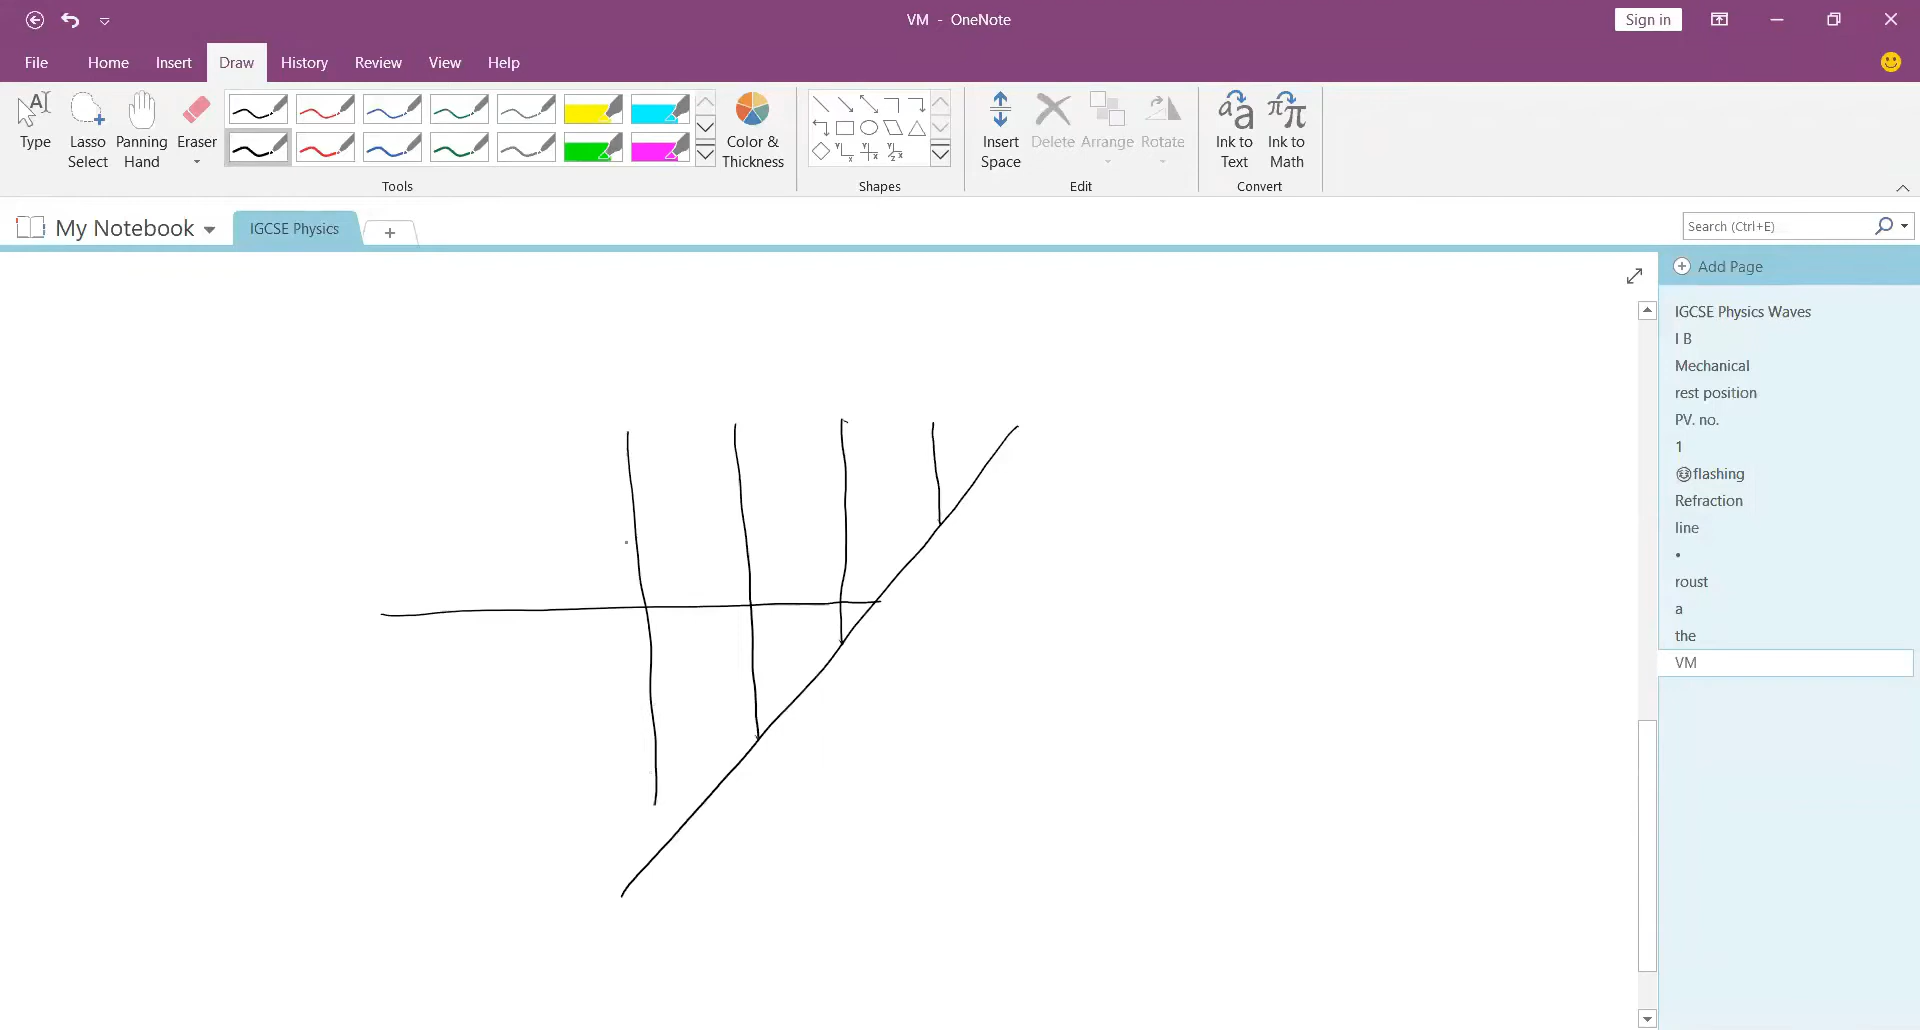 VM - OneNote
Sign in
File Home Insert Draw History Review View Help
Type
Lasso Select
Panning Hand
Eraser
Color & Thickness
Insert Space
Delete
Arrange
Rotate
Ink to Text
Ink to Math
Tools
Shapes
Edit
Convert
My Notebook
IGCSE Physics
Search (Ctrl+E)
Add Page
IGCSE Physics Waves
I B
Mechanical
rest position
PV. no.
1
flashing
Refraction
line
•
roust
a
the
VM